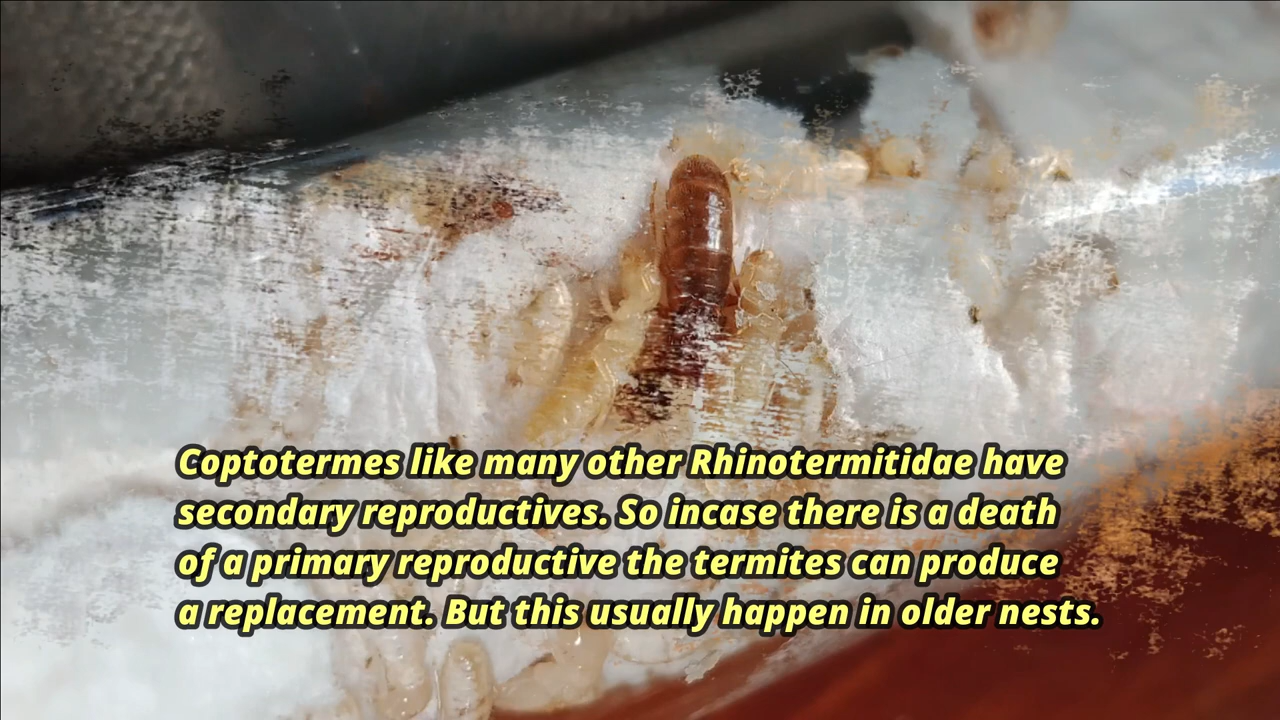 Coptotermes like many other Rhinotermitidae have
secondary reproductives. So incase there is a death
of a primary reproductive the termites can produce
a replacement. But this usually happen in older nests.